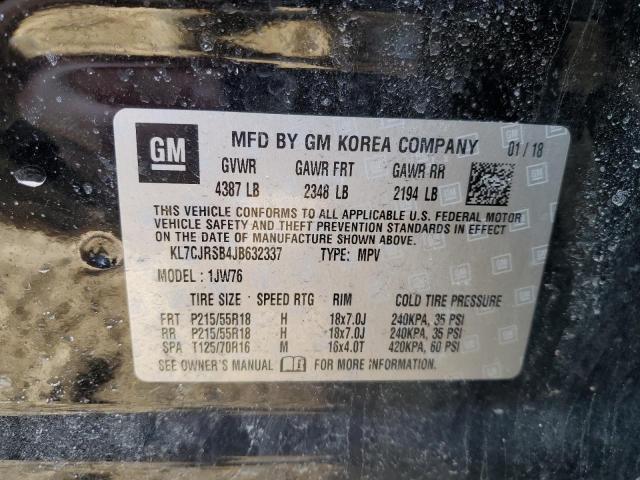 GM MFD BY GM KOREA COMPANY 01/18
GVWR GAWR FRT GAWR RR
4387 LB 2348 LB 2194 LB
THIS VEHICLE CONFORMS TO ALL APPLICABLE U.S. FEDERAL MOTOR
VEHICLE SAFETY AND THEFT PREVENTION STANDARDS IN EFFECT
ON THE DATE OF MANUFACTURE SHOWN ABOVE.
KL7CJRSB4JB632337 TYPE: MPV
MODEL: 1JW76
TIRE SIZE SPEED RTG RIM COLD TIRE PRESSURE
FRT P215/55R18 H 18x7.0J 240KPA, 35 PSI
RR P215/55R18 H 18x7.0J 240KPA, 35 PSI
SPA T125/70R16 M 16x4.0T 420KPA, 60 PSI
SEE OWNER'S MANUAL FOR MORE INFORMATION.